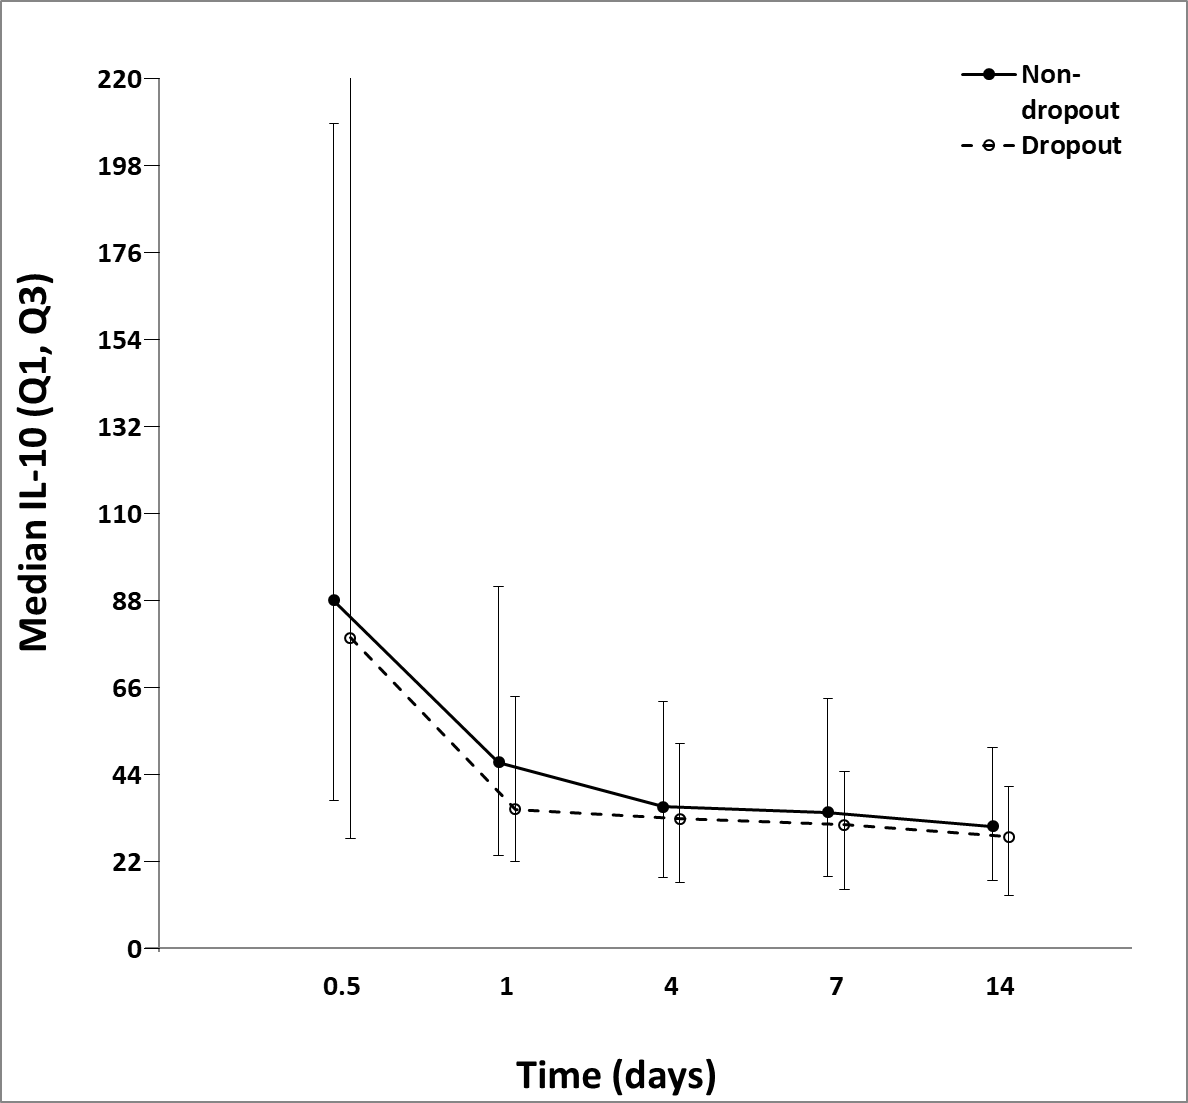 Non-
dropout
Dropout
220
198
176
154
132
110
88
66
44
22
0
Median IL-10 (Q1, Q3)
0.5 1 4 7 14
Time (days)